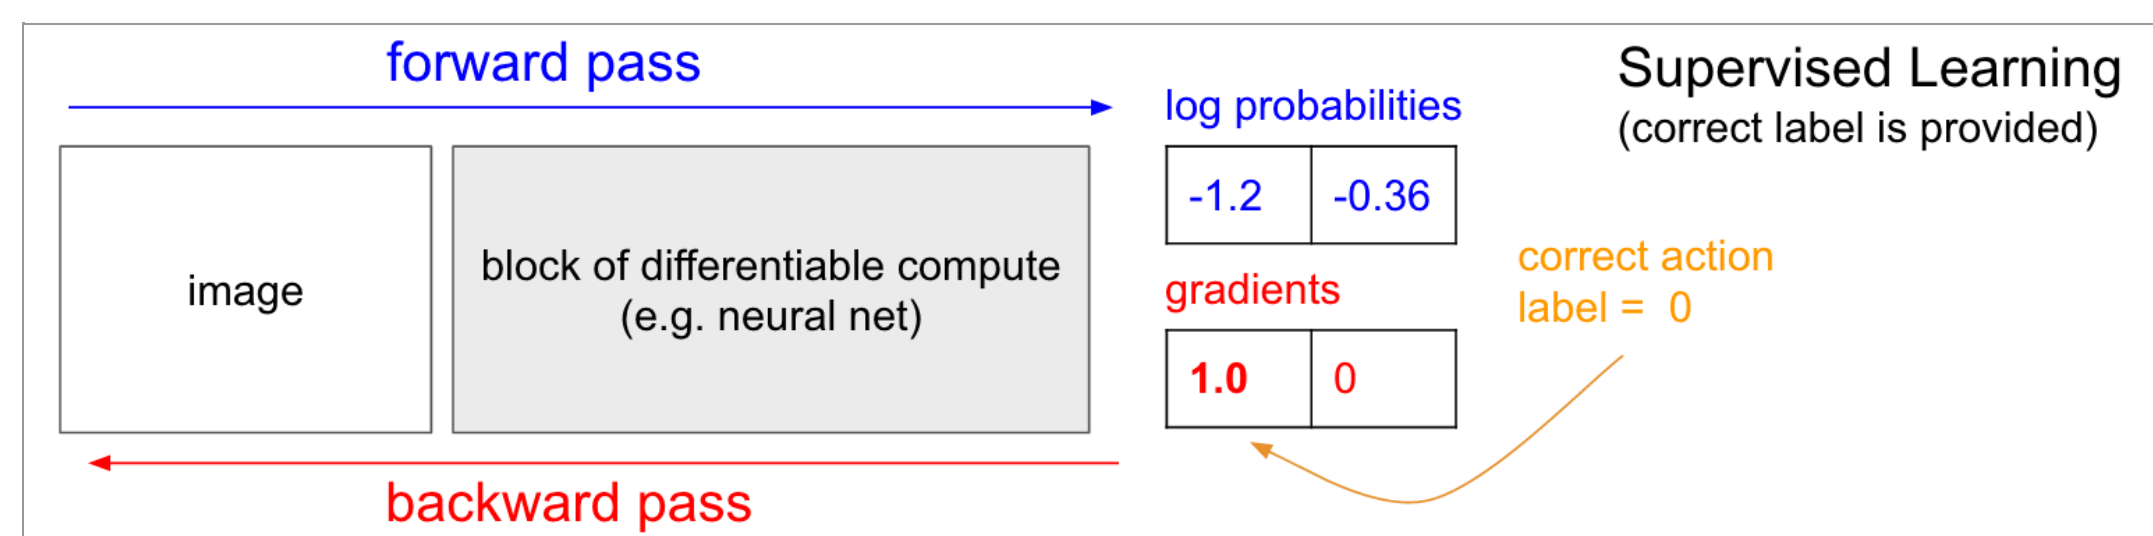 forward pass
Supervised Learning
(correct label is provided)
log probabilities
-1.2 -0.36
image
block of differentiable compute
(e.g. neural net)
gradients
1.0 0
correct action
label = 0
backward pass